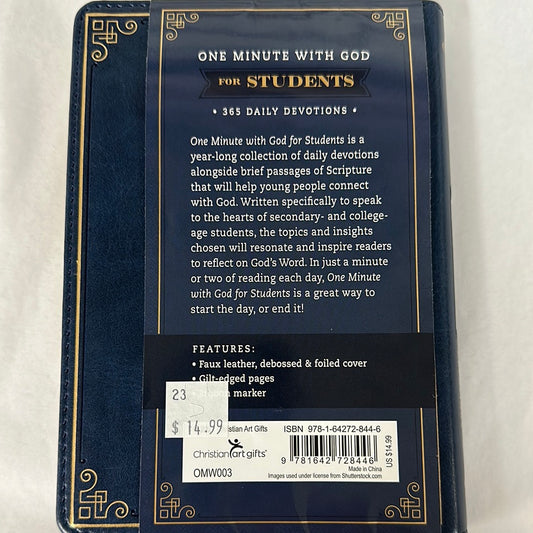 ONE MINUTE WITH GOD
FOR STUDENTS
• 365 DAILY DEVOTIONS •
One Minute with God for Students is a
year-long collection of daily devotions
alongside brief passages of Scripture
that will help young people connect
with God. Written specifically to speak
to the hearts of secondary- and college-
age students, the topics and insights
chosen will resonate and inspire readers
to reflect on God's Word. In just a minute
or two of reading each day, One Minute
with God for Students is a great way to
start the day, or end it!
FEATURES:
• Faux leather, debossed & foiled cover
• Gilt-edged pages
marker
23
$ 14.99
Art Gifts
Christian art gifts®
OMW003
ISBN 978-1-64272-844-6
9 781642 728446
US $14.99
Made in China
Images used under license from Shutterstock.com